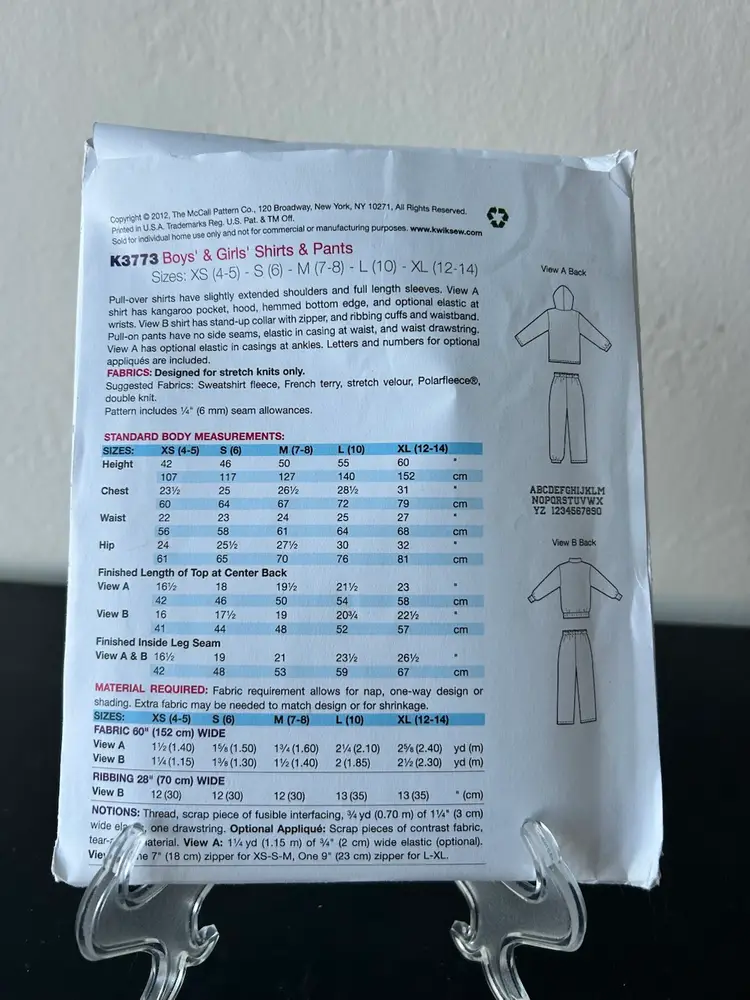 Copyright © 2012, The McCall Pattern Co., 120 Broadway, New York, NY 10271, All Rights Reserved.
Printed in U.S.A. Trademarks Reg. U.S. Pat. & TM Off.
Sold for individual home use only and not for commercial or manufacturing purposes. www.kwiksew.com
K3773 Boys' & Girls' Shirts & Pants
Sizes: XS (4-5) - S (6) - M (7-8) - L (10) - XL (12-14)
Pull-over shirts have slightly extended shoulders and full length sleeves. View A
shirt has kangaroo pocket, hood, hemmed bottom edge, and optional elastic at
wrists. View B shirt has stand-up collar with zipper, and ribbing cuffs and waistband.
Pull-on pants have no side seams, elastic in casing at waist, and waist drawstring.
View A has optional elastic in casings at ankles. Letters and numbers for optional
appliqués are included.
FABRICS: Designed for stretch knits only.
Suggested Fabrics: Sweatshirt fleece, French terry, stretch velour, Polarfleece®,
double knit.
Pattern includes ¼" (6 mm) seam allowances.
STANDARD BODY MEASUREMENTS:
SIZES: XS (4-5) S (6) M (7-8) L (10) XL (12-14)
Height 42 46 50 55 60 "
107 117 127 140 152 cm
Chest 23½ 25 26½ 28½ 31 "
60 64 67 72 79 cm
Waist 22 23 24 25 27 "
56 58 61 64 68 cm
Hip 24 25½ 27½ 30 32 "
61 65 70 76 81 cm
Finished Length of Top at Center Back
View A 16½ 18 19½ 21½ 23 "
42 46 50 54 58 cm
View B 16 17½ 19 20¾ 22½ "
41 44 48 52 57 cm
Finished Inside Leg Seam
View A & B 16½ 19 21 23½ 26½ "
42 48 53 59 67 cm
MATERIAL REQUIRED: Fabric requirement allows for nap, one-way design or
shading. Extra fabric may be needed to match design or for shrinkage.
SIZES: XS (4-5) S (6) M (7-8) L (10) XL (12-14)
FABRIC 60" (152 cm) WIDE
View A 1½ (1.40) 1⅝ (1.50) 1¾ (1.60) 2¼ (2.10) 2⅝ (2.40) yd (m)
View B 1¼ (1.15) 1⅜ (1.30) 1½ (1.40) 2 (1.85) 2½ (2.30) yd (m)
RIBBING 28" (70 cm) WIDE
View B 12 (30) 12 (30) 12 (30) 13 (35) 13 (35) " (cm)
NOTIONS: Thread, scrap piece of fusible interfacing, ¾ yd (0.70 m) of 1¼" (3 cm)
wide one drawstring. Optional Appliqué: Scrap pieces of contrast fabric,
View A: 1¼ yd (1.15 m) of ¾" (2 cm) wide elastic (optional).
7" (18 cm) zipper for XS-S-M, One 9" (23 cm) zipper for L-XL.
View A Back
ABCDEFGHIJKLM
NOPQRSTUVWX
YZ 1234567890
View B Back